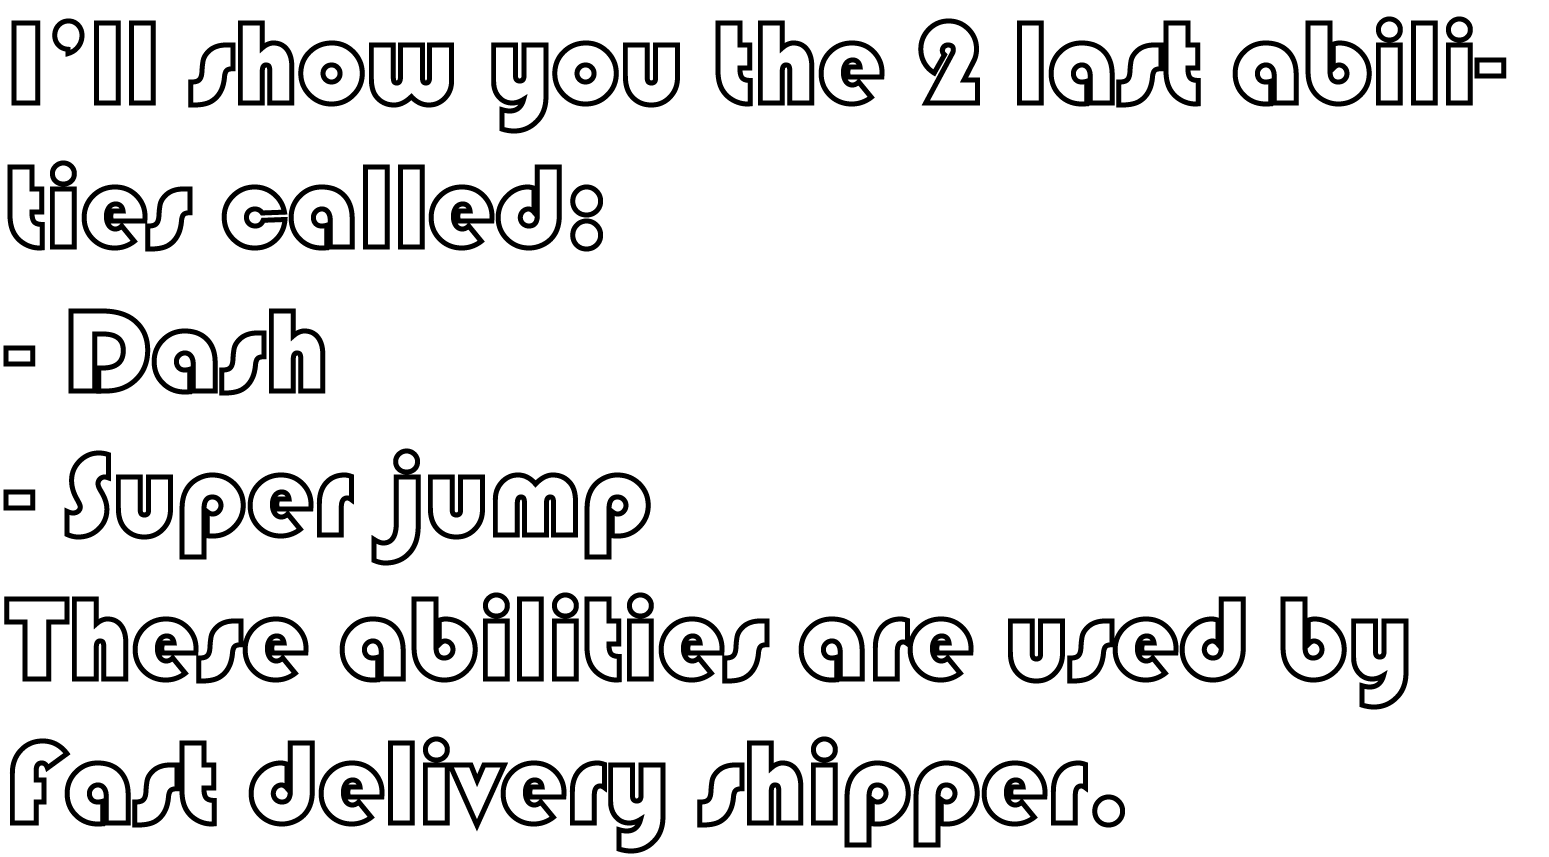 I’ll show you the 2 last abili-
ties called:
- Dash
- Super jump
These abilities are used by
Fast delivery shipper.